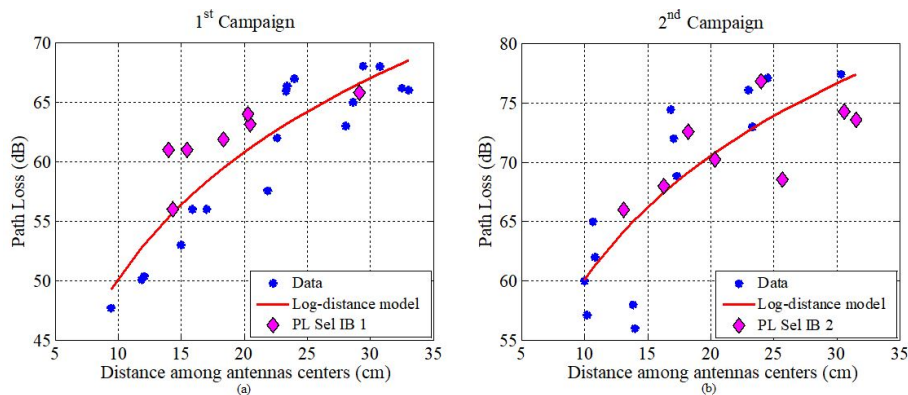 1st Campaign
70
65
60
55
50
45
Path Loss (dB)
5 10 15 20 25 30 35
Distance among antennas centers (cm)
(a)
Data
Log-distance model
PL Sel IB 1
2nd Campaign
80
75
70
65
60
55
Path Loss (dB)
5 10 15 20 25 30 35
Distance among antennas centers (cm)
(b)
Data
Log-distance model
PL Sel IB 2